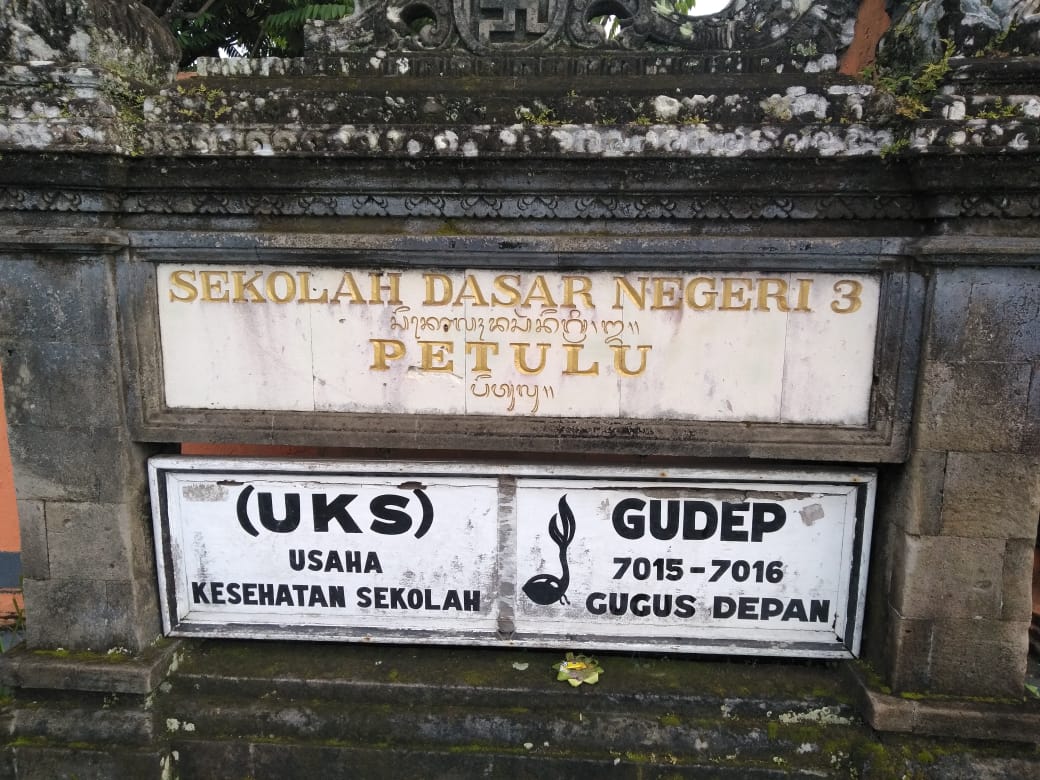 SEKOLAH DASAR NEGERI 3
PETULU
ᬧᭂᬢᬸᬮᬸ᭟
(UKS)
USAHA
KESEHATAN SEKOLAH
GUDEP
7015-7016
GUGUS DEPAN